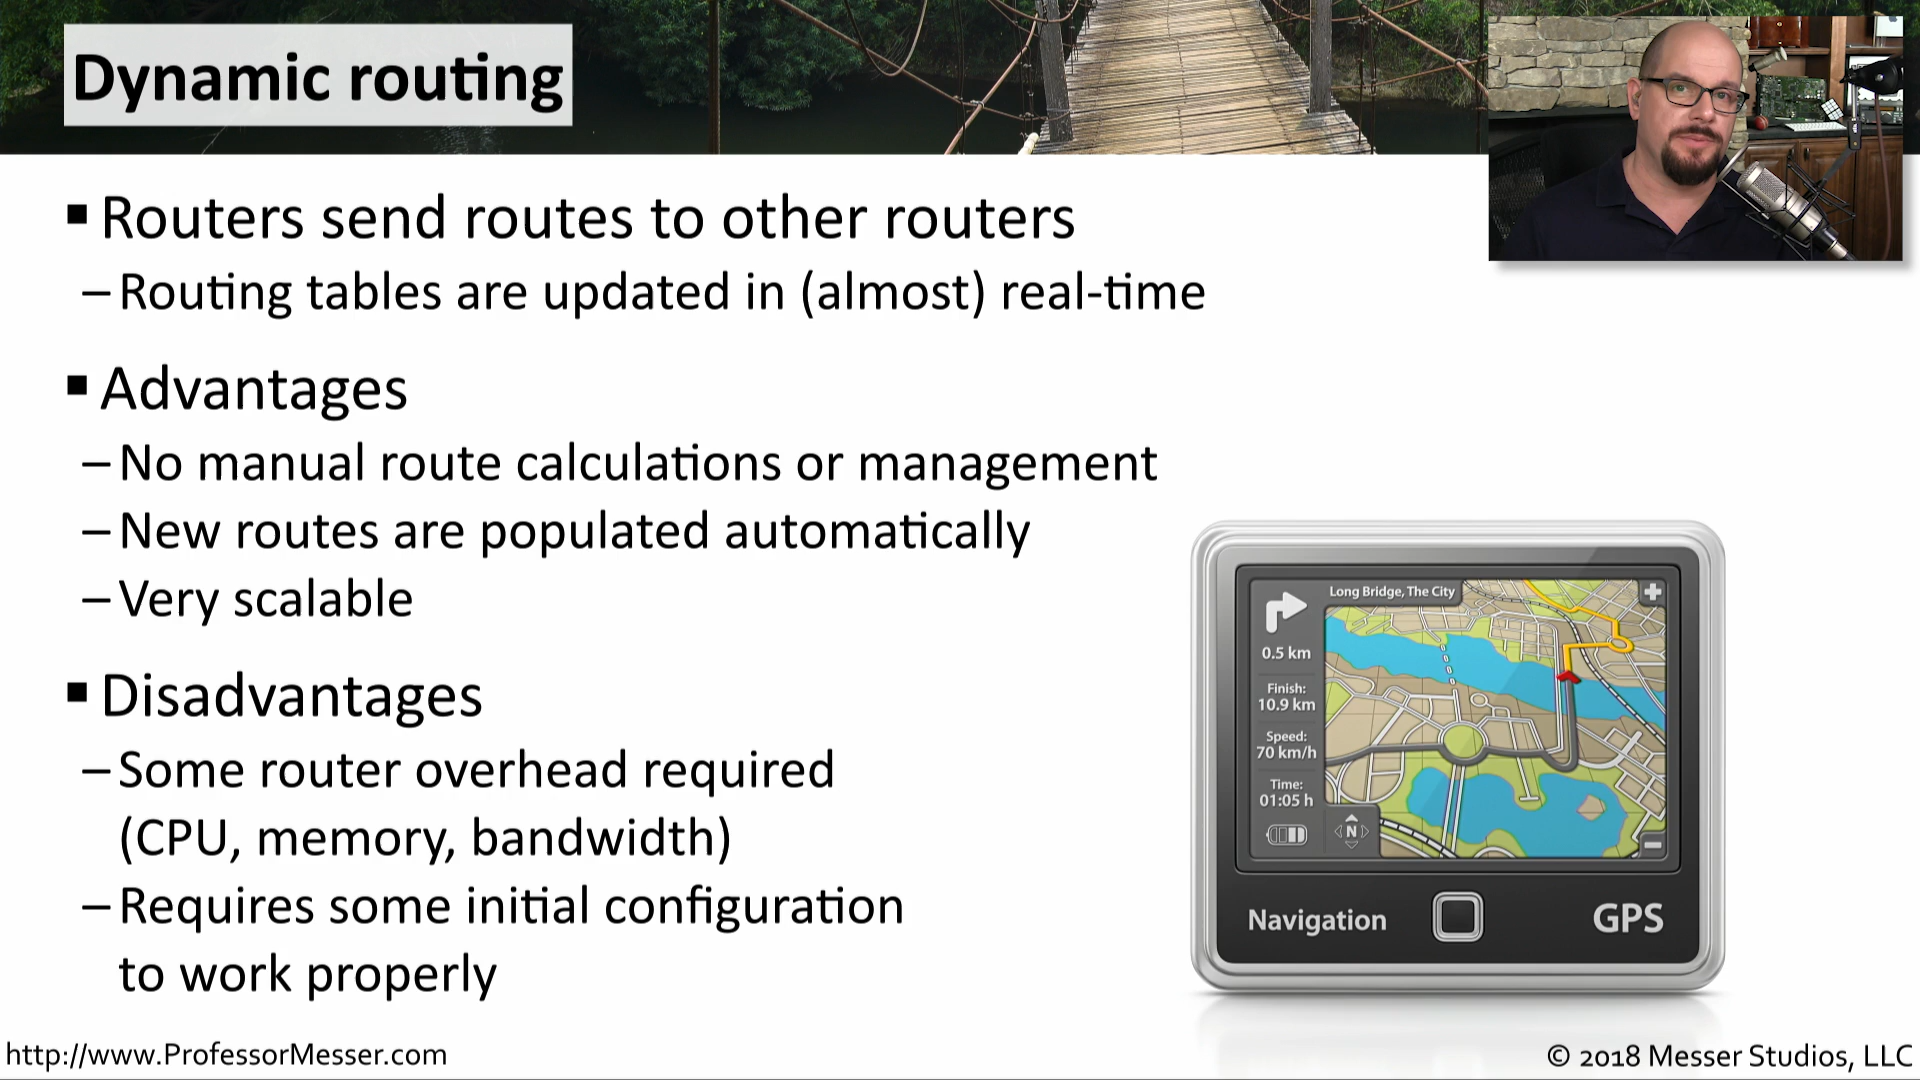 Dynamic routing
▪ Routers send routes to other routers
– Routing tables are updated in (almost) real-time
▪ Advantages
– No manual route calculations or management
– New routes are populated automatically
– Very scalable
▪ Disadvantages
– Some router overhead required
(CPU, memory, bandwidth)
– Requires some initial configuration
to work properly
Long Bridge, The City
0.5 km
Finish:
10.9 km
Speed:
70 km/h
Time:
01:05 h
N
Navigation
GPS
http://www.ProfessorMesser.com
© 2018 Messer Studios, LLC